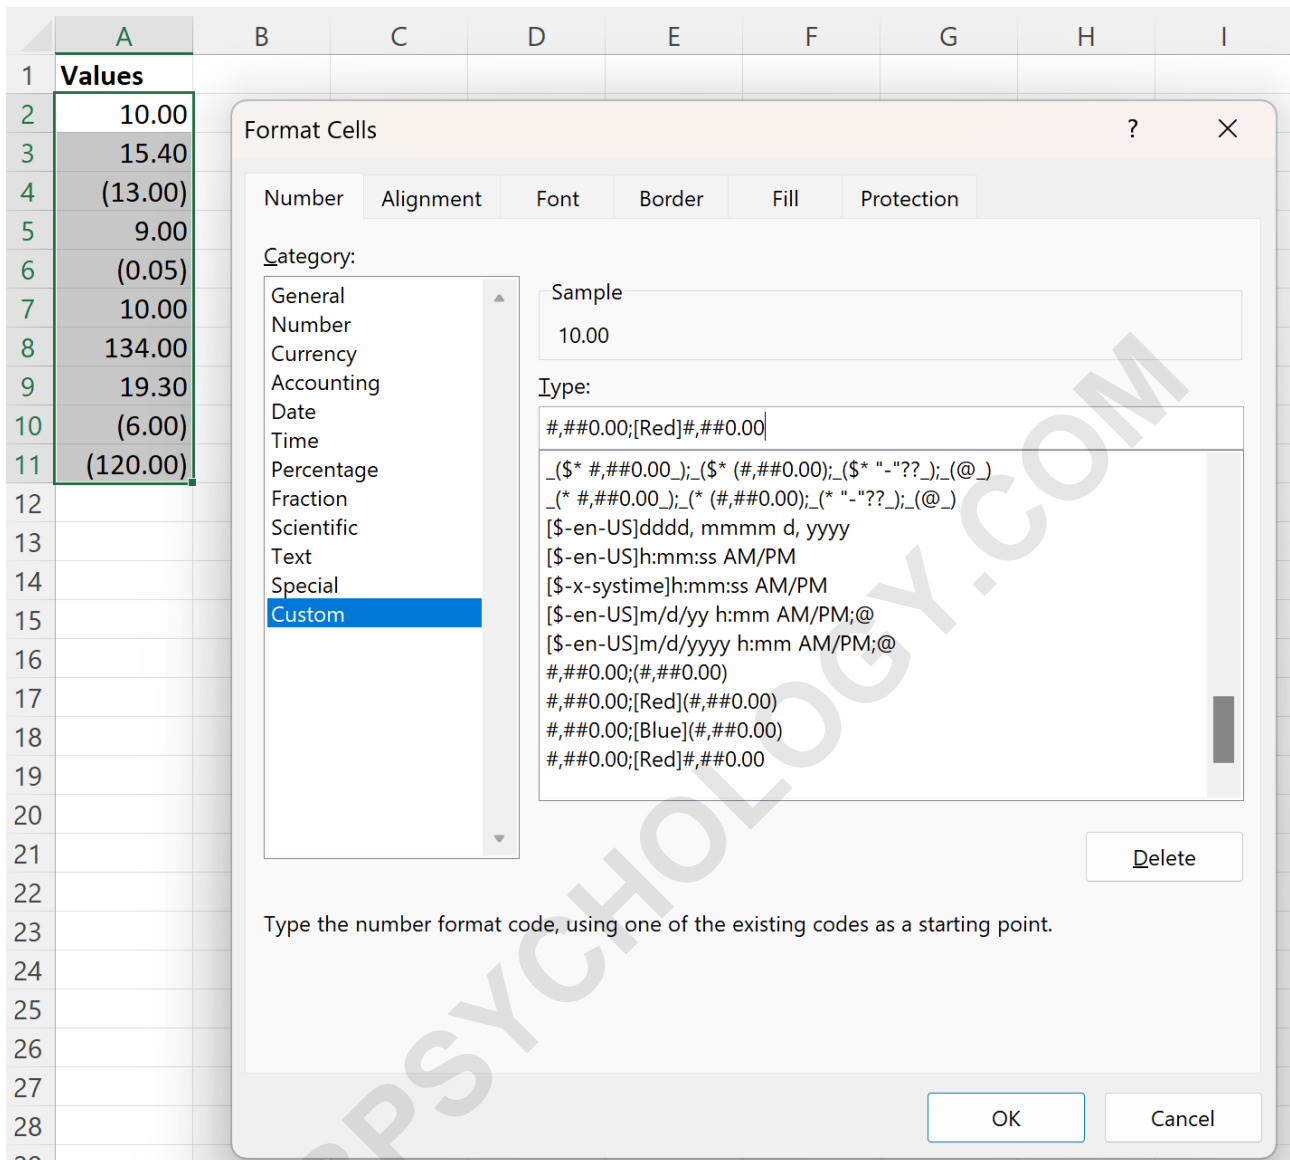 A B C D E F G H I
1 Values
2 10.00
3 15.40
4 (13.00)
5 9.00
6 (0.05)
7 10.00
8 134.00
9 19.30
10 (6.00)
11 (120.00)
12
13
14
15
16
17
18
19
20
21
22
23
24
25
26
27
28
Format Cells ? ×
Number Alignment Font Border Fill Protection
Category:
General
Number
Currency
Accounting
Date
Time
Percentage
Fraction
Scientific
Text
Special
Custom
Sample
10.00
Type:
#,##0.00;[Red]#,##0.00
_($* #,##0.00_);_($* (#,##0.00);_($* "-"??_);_(@_)
_(* #,##0.00_);_(* (#,##0.00);_(* "-"??_);_(@_)
[$-en-US]dddd, mmmm d, yyyy
[$-en-US]h:mm:ss AM/PM
[$-x-systime]h:mm:ss AM/PM
[$-en-US]m/d/yy h:mm AM/PM;@
[$-en-US]m/d/yyyy h:mm AM/PM;@
#,##0.00;(#,##0.00)
#,##0.00;[Red](#,##0.00)
#,##0.00;[Blue](#,##0.00)
#,##0.00;[Red]#,##0.00
Delete
Type the number format code, using one of the existing codes as a starting point.
OK Cancel
PSYCHOLOGY.COM